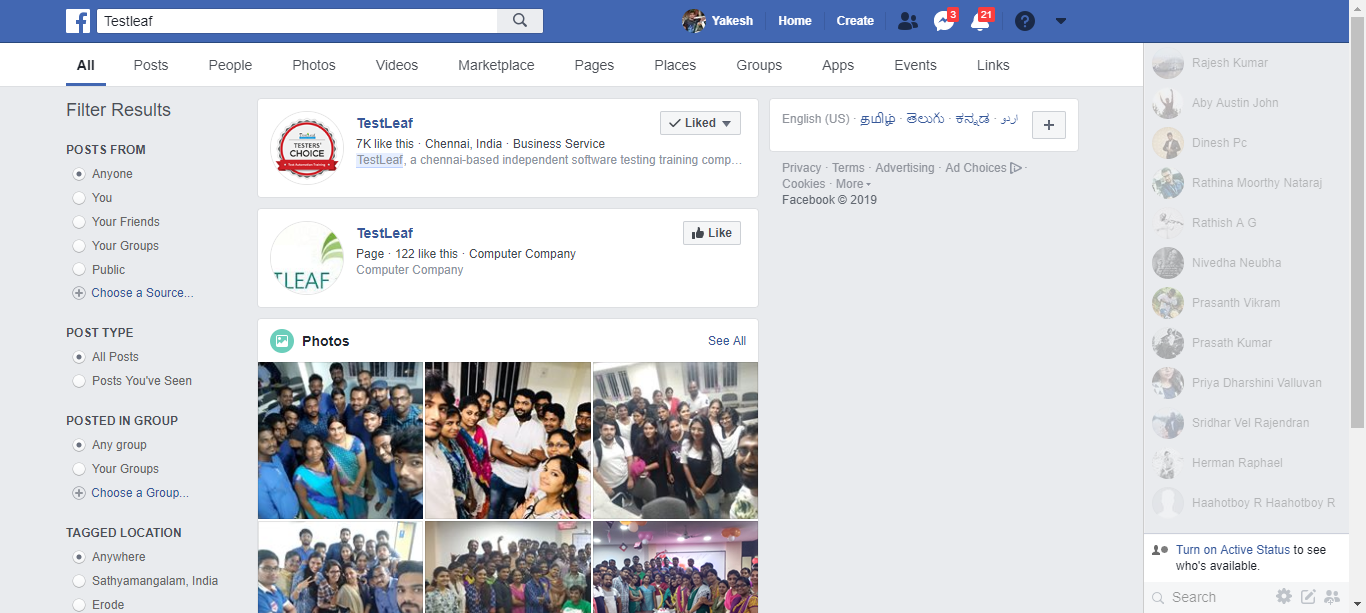 Testleaf
Yakesh
Home
Create
3
21
All
Posts
People
Photos
Videos
Marketplace
Pages
Places
Groups
Apps
Events
Links
Filter Results
POSTS FROM
Anyone
You
Your Friends
Your Groups
Public
Choose a Source...
POST TYPE
All Posts
Posts You've Seen
POSTED IN GROUP
Any group
Your Groups
Choose a Group...
TAGGED LOCATION
Anywhere
Sathyamangalam, India
Erode
TestLeaf
TESTERS'
CHOICE
TestLeaf
Liked
7K like this · Chennai, India · Business Service
TestLeaf, a chennai-based independent software testing training comp...
TLEAF
TestLeaf
Like
Page · 122 like this · Computer Company
Computer Company
Photos
See All
English (US) · தமிழ் · తెలుగు · ಕನ್ನಡ · اردو
Privacy · Terms · Advertising · Ad Choices ·
Cookies · More
Facebook © 2019
Rajesh Kumar
Aby Austin John
Dinesh Pc
Rathina Moorthy Nataraj
Rathish A G
Nivedha Neubha
Prasanth Vikram
Prasath Kumar
Priya Dharshini Valluvan
Sridhar Vel Rajendran
Herman Raphael
Haahotboy R Haahotboy R
Turn on Active Status to see
who's available.
Search